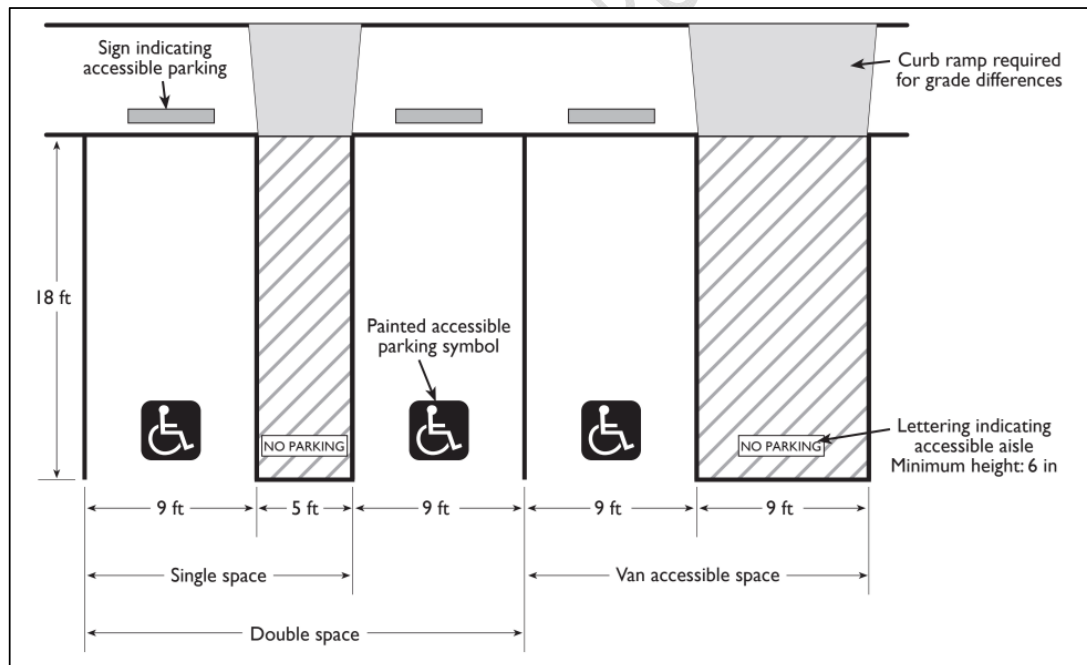 Sign indicating
accessible parking
Curb ramp required
for grade differences
18 ft
Painted accessible
parking symbol
NO PARKING
NO PARKING
Lettering indicating
accessible aisle
Minimum height: 6 in
9 ft
5 ft
9 ft
9 ft
9 ft
Single space
Van accessible space
Double space